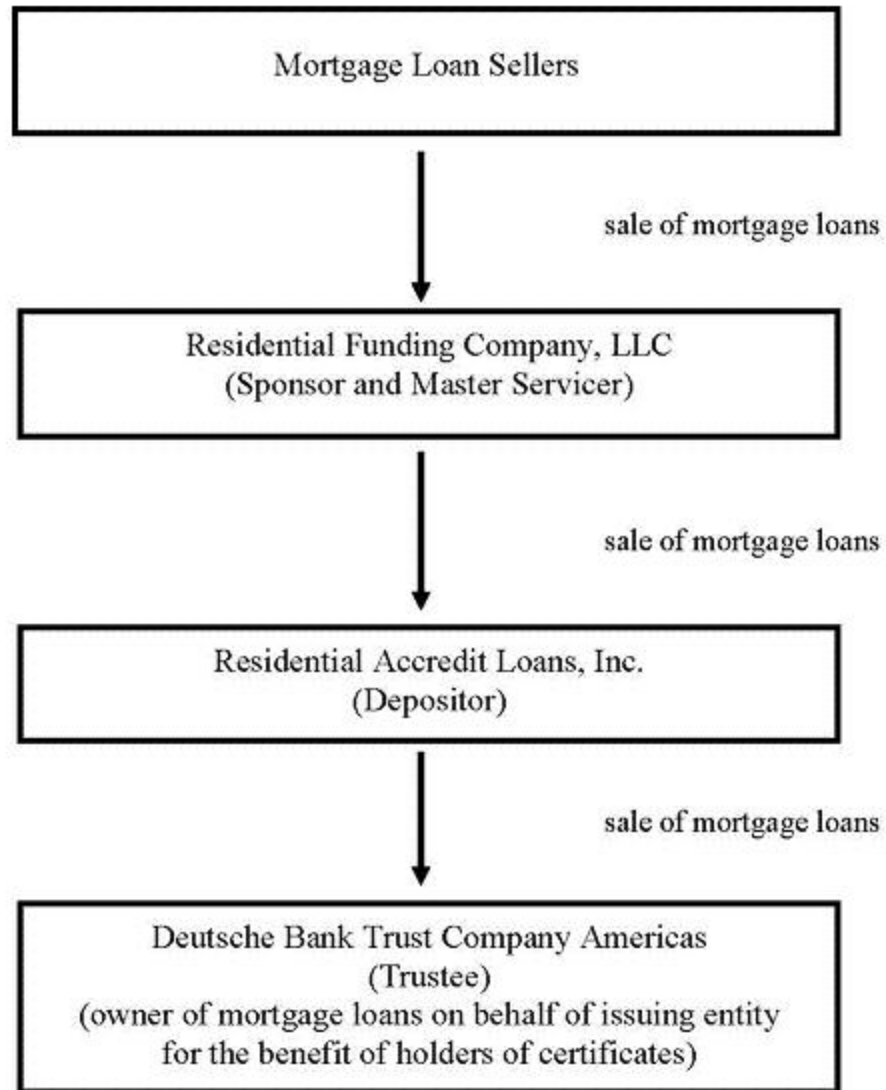 Mortgage Loan Sellers
sale of mortgage loans
Residential Funding Company, LLC
(Sponsor and Master Servicer)
sale of mortgage loans
Residential Accredit Loans, Inc.
(Depositor)
sale of mortgage loans
Deutsche Bank Trust Company Americas
(Trustee)
(owner of mortgage loans on behalf of issuing entity
for the benefit of holders of certificates)